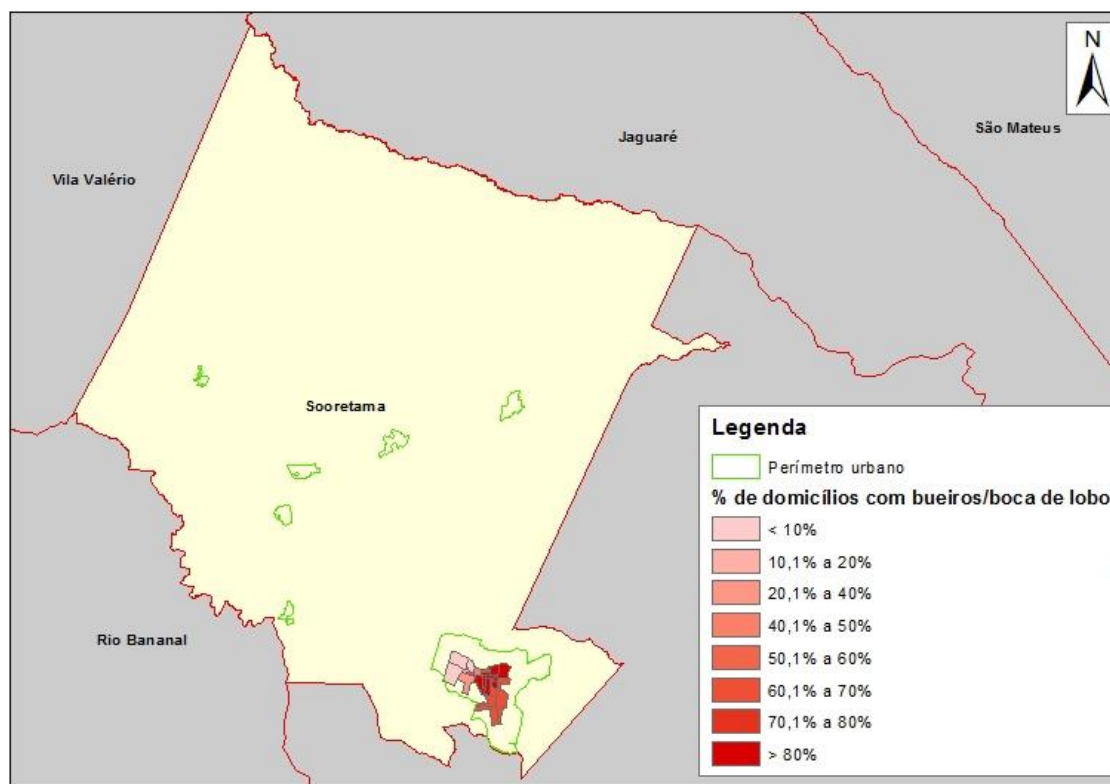 N
São Mateus
Jaguaré
Vila Valério
Sooretama
Rio Bananal
Legenda
Perímetro urbano
% de domicílios com bueiros/boca de lobo
< 10%
10,1% a 20%
20,1% a 40%
40,1% a 50%
50,1% a 60%
60,1% a 70%
70,1% a 80%
> 80%